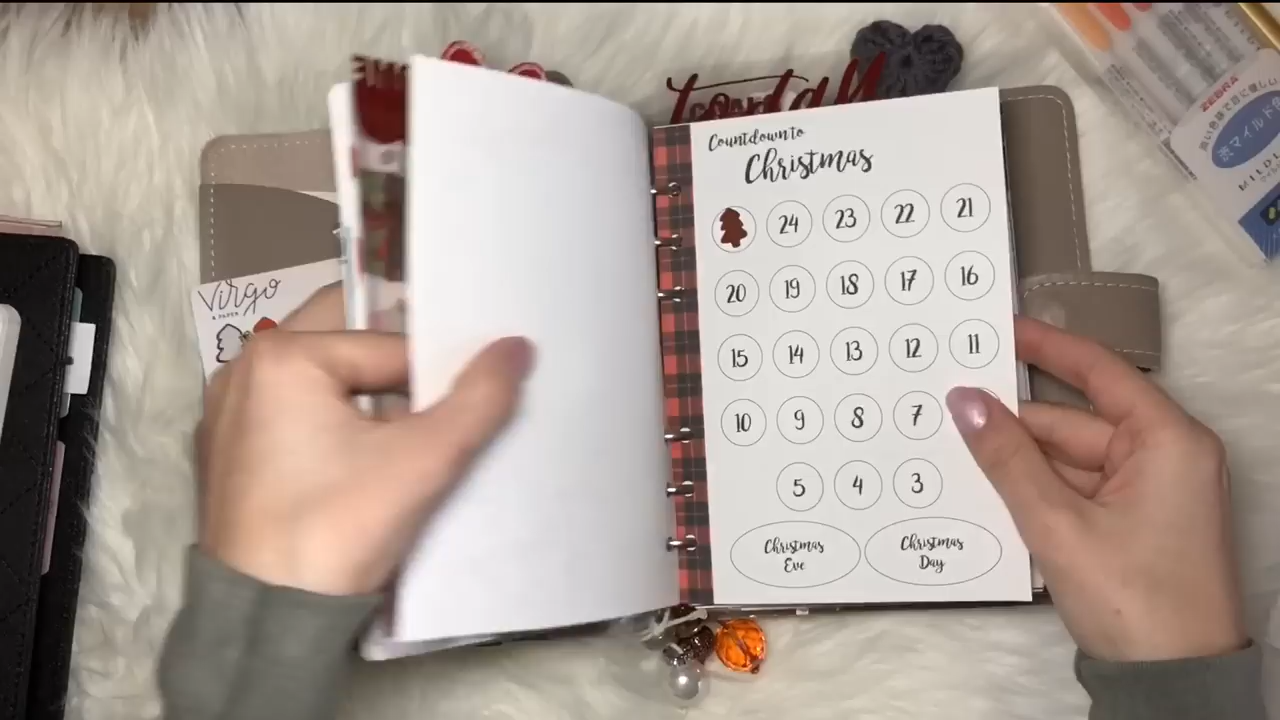 Countdown to
Christmas
24 23 22 21
20 19 18 17 16
15 14 13 12 11
10 9 8 7
5 4 3
Christmas
Eve
Christmas
Day
Virgo
& PAPER
ZEBRA